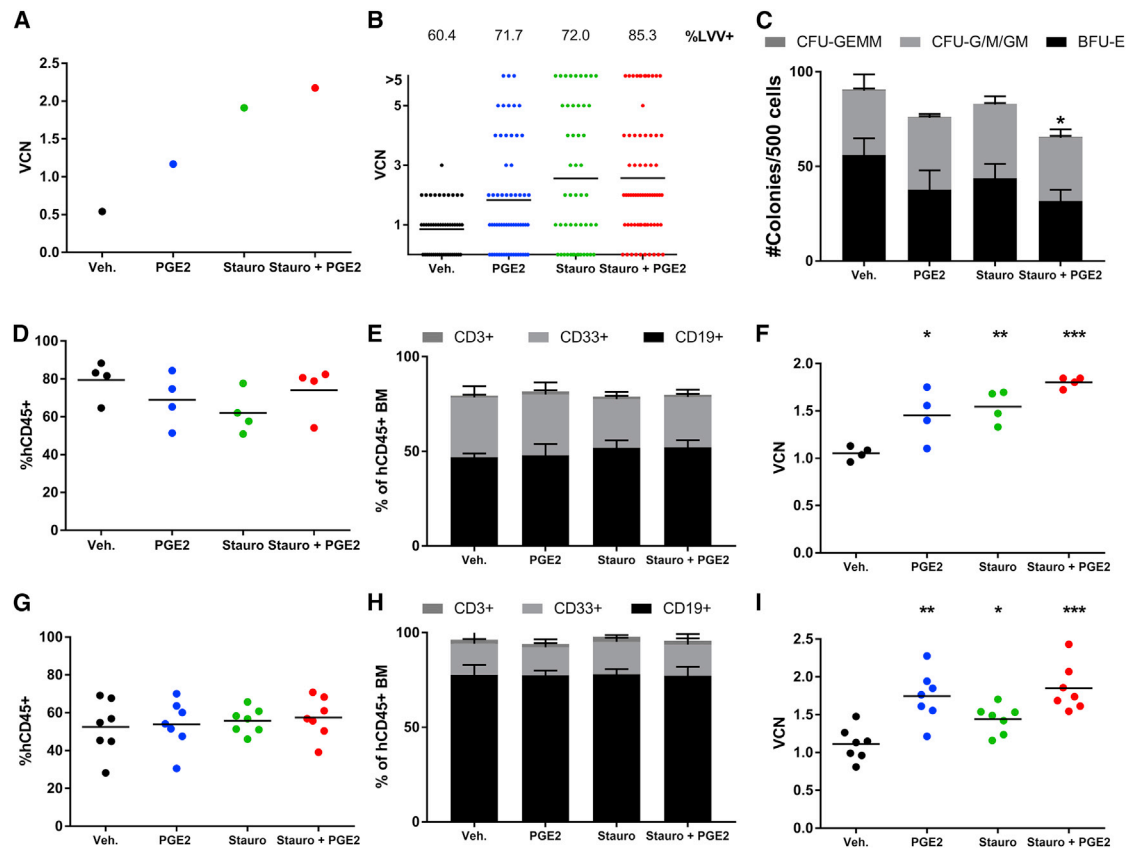 A
VCN
2.5
2.0
1.5
1.0
0.5
0.0
Veh. PGE2 Stauro Stauro + PGE2
B
60.4 71.7 72.0 85.3 %LVV+
VCN
>5
5
3
1
Veh. PGE2 Stauro Stauro + PGE2
C
CFU-GEMM CFU-G/M/GM BFU-E
#Colonies/500 cells
100
50
0
*
Veh. PGE2 Stauro Stauro + PGE2
D
%hCD45+
100
80
60
40
20
0
Veh. PGE2 Stauro Stauro + PGE2
E
CD3+ CD33+ CD19+
% of hCD45+ BM
100
50
0
Veh. PGE2 Stauro Stauro + PGE2
F
* ** ***
VCN
2.0
1.5
1.0
0.5
0.0
Veh. PGE2 Stauro Stauro + PGE2
G
%hCD45+
100
80
60
40
20
0
Veh. PGE2 Stauro Stauro + PGE2
H
CD3+ CD33+ CD19+
% of hCD45+ BM
100
50
0
Veh. PGE2 Stauro Stauro + PGE2
I
** * ***
VCN
2.5
2.0
1.5
1.0
0.5
0.0
Veh. PGE2 Stauro Stauro + PGE2